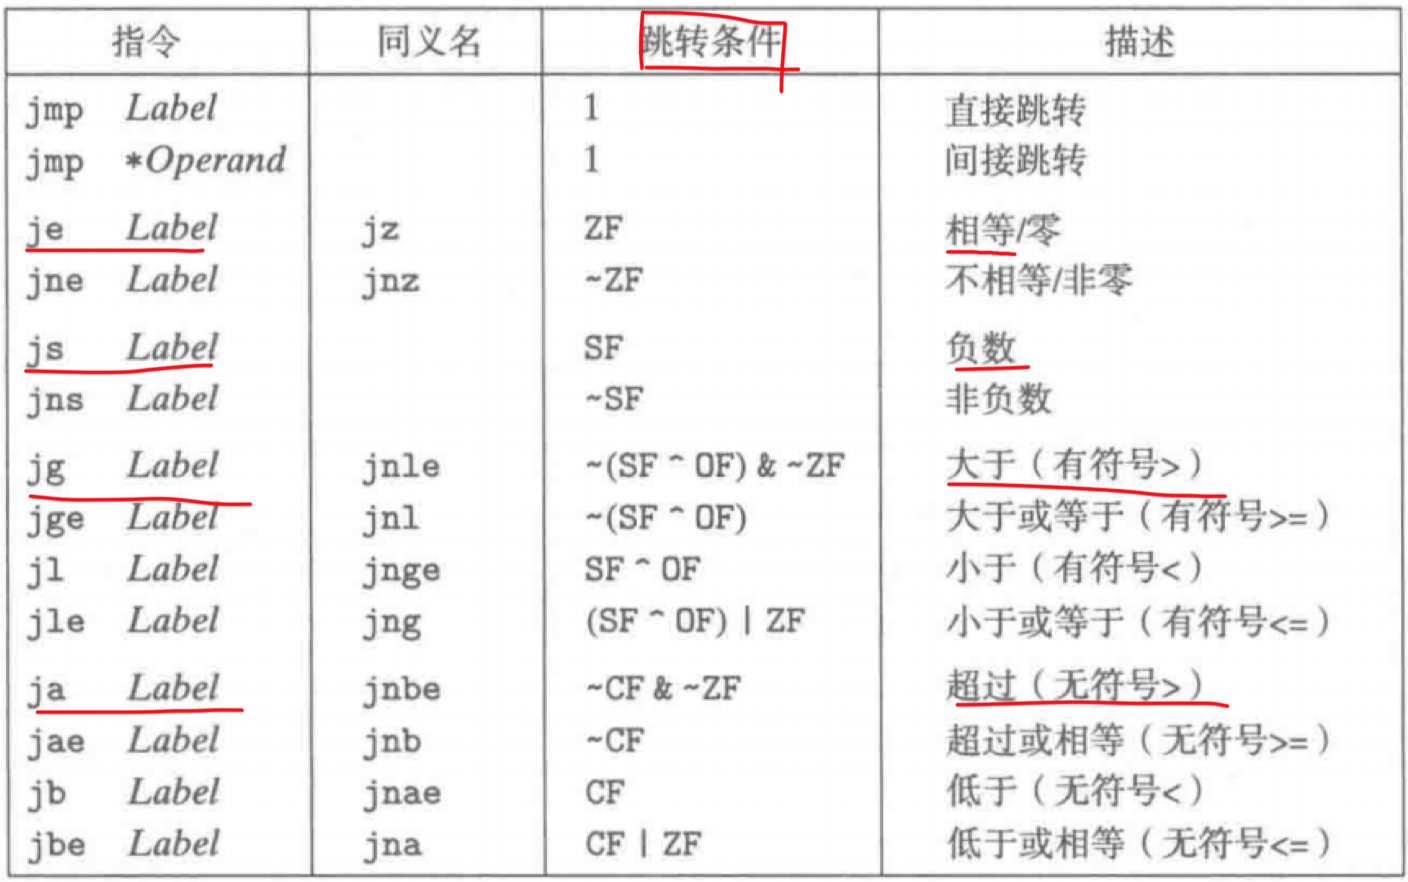 指令 同义名 跳转条件 描述
jmp Label 1 直接跳转
jmp *Operand 1 间接跳转
je Label jz ZF 相等/零
jne Label jnz ~ZF 不相等/非零
js Label SF 负数
jns Label ~SF 非负数
jg Label jnle ~(SF ^ OF) & ~ZF 大于（有符号>）
jge Label jnl ~(SF ^ OF) 大于或等于（有符号>=）
jl Label jnge SF ^ OF 小于（有符号<）
jle Label jng (SF ^ OF) | ZF 小于或等于（有符号<=）
ja Label jnbe ~CF & ~ZF 超过（无符号>）
jae Label jnb ~CF 超过或相等（无符号>=）
jb Label jnae CF 低于（无符号<）
jbe Label jna CF | ZF 低于或相等（无符号<=）